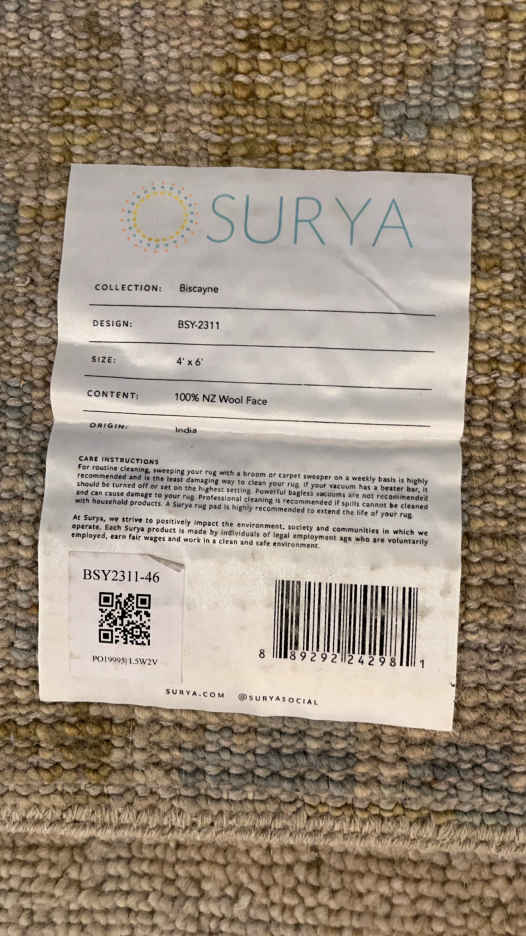 SURYA
COLLECTION: Biscayne
DESIGN: BSY-2311
SIZE: 4' x 6'
CONTENT: 100% NZ Wool Face
ORIGIN: India
CARE INSTRUCTIONS
For routine cleaning, sweeping your rug with a broom or carpet sweeper on a weekly basis is highly
recommended and is the least damaging way to clean your rug. If your vacuum has a beater bar, it
should be turned off or set on the highest setting. Powerful bagless vacuums are not recommended
and can cause damage to your rug. Professional cleaning is recommended if spills cannot be cleaned
with household products. A Surya rug pad is highly recommended to extend the life of your rug.
At Surya, we strive to positively impact the environment, society and communities in which we
operate. Each Surya product is made by individuals of legal employment age who are voluntarily
employed, earn fair wages and work in a clean and safe environment.
BSY2311-46
PO19995|1.5W2V
8 89292 24298 1
SURYA.COM @SURYASOCIAL